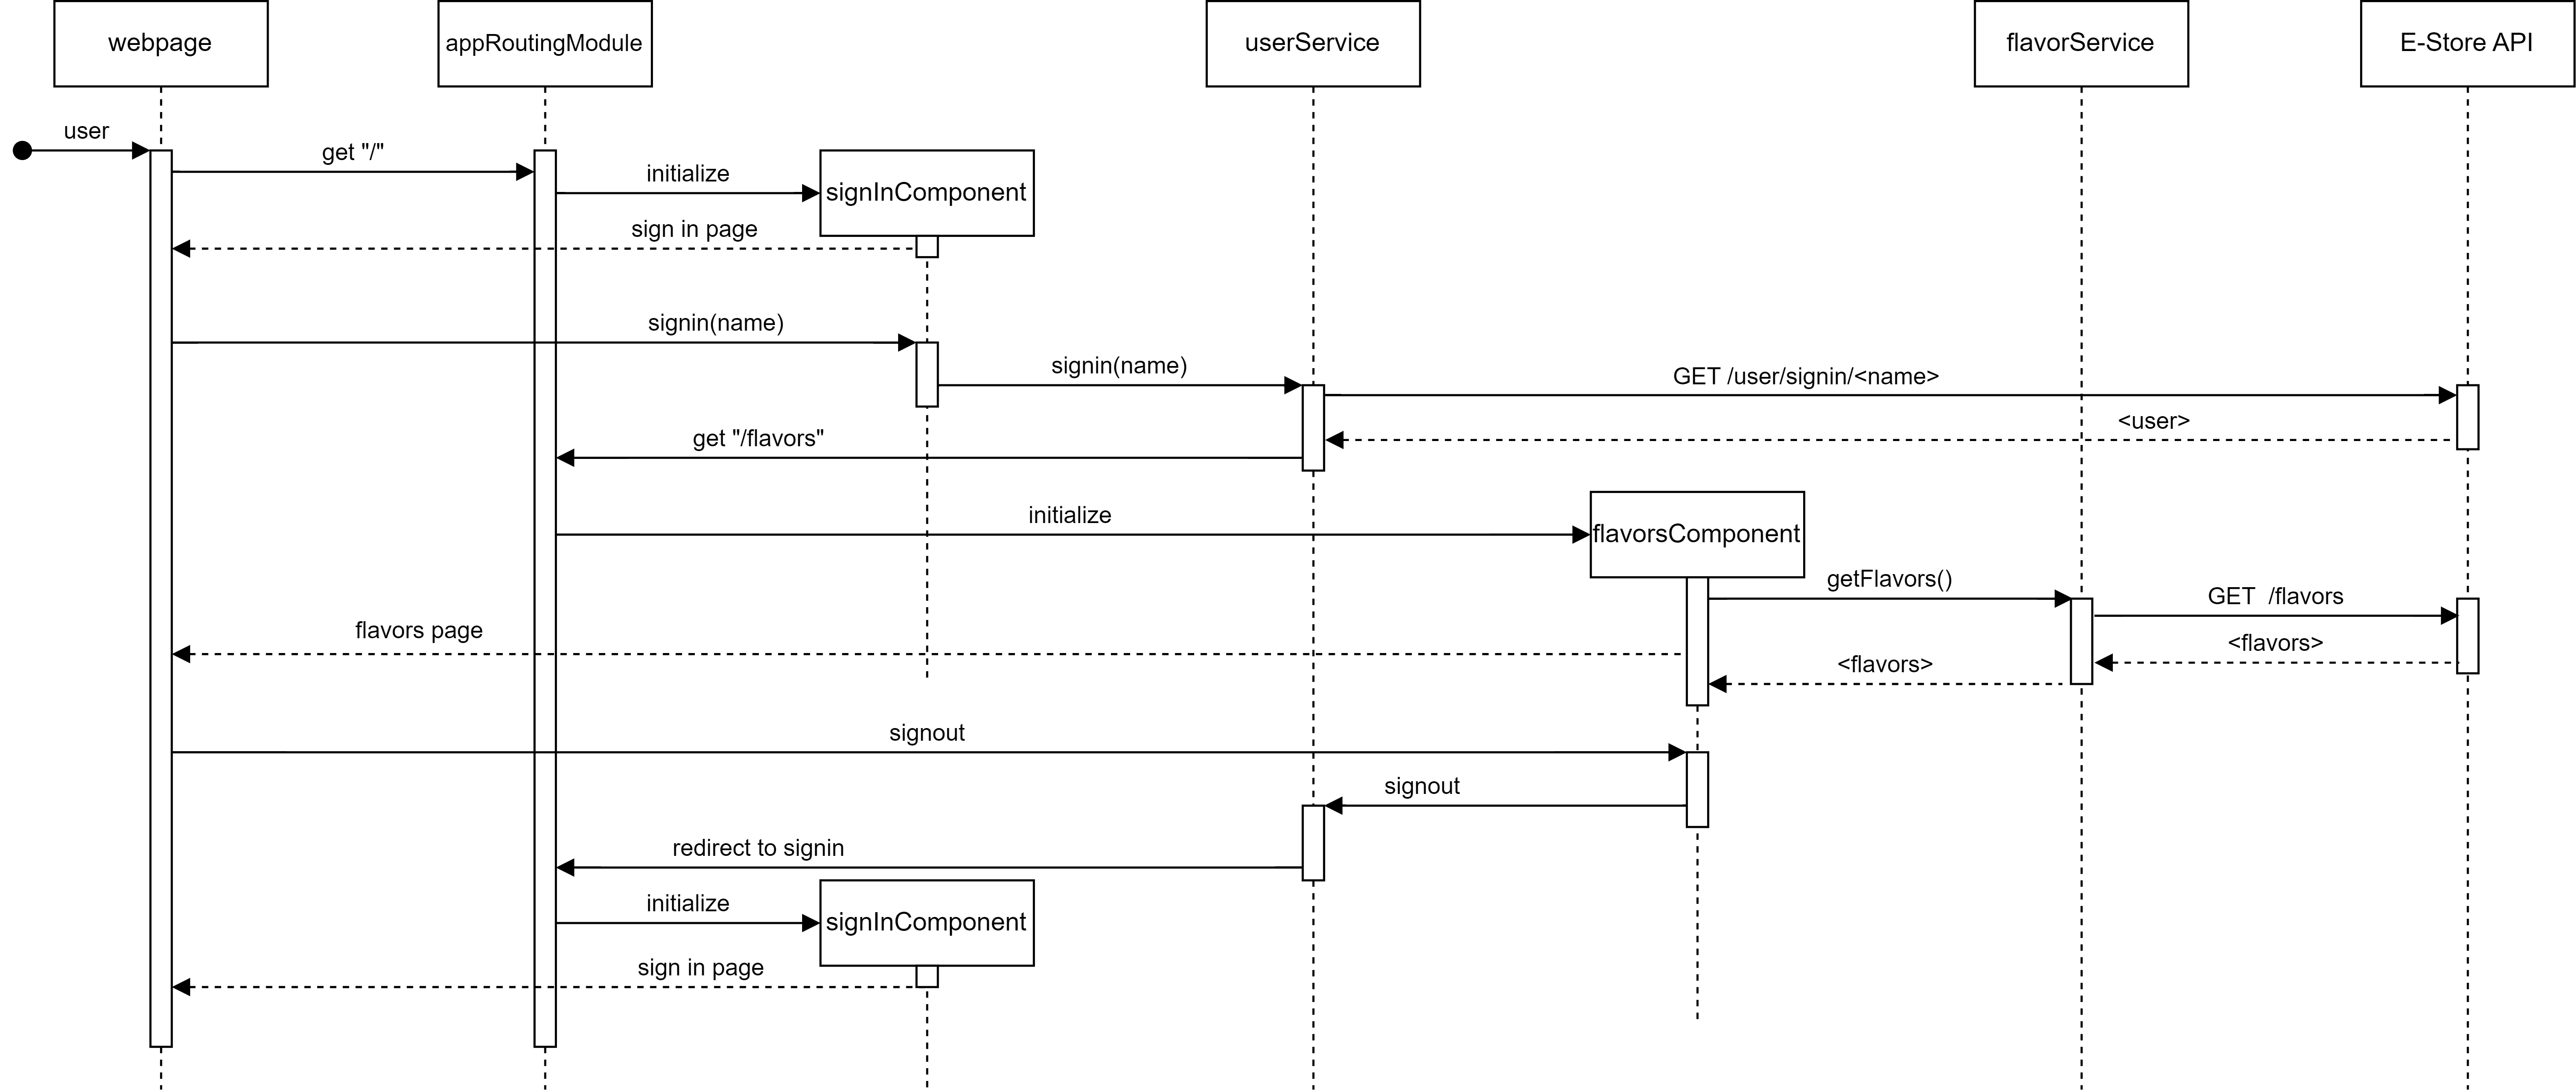 webpage
appRoutingModule
userService
flavorService
E-Store API
user
get "/"
initialize
signInComponent
sign in page
signin(name)
signin(name)
GET /user/signin/<name>
<user>
get "/flavors"
initialize
flavorsComponent
getFlavors()
GET  /flavors
flavors page
<flavors>
<flavors>
signout
signout
redirect to signin
initialize
signInComponent
sign in page